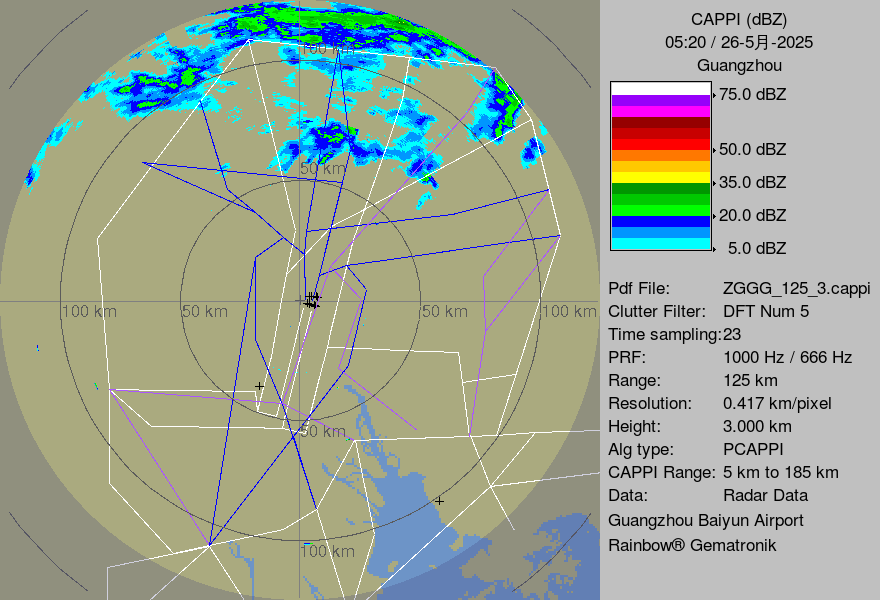 CAPPI (dBZ)
05:20 / 26-5月-2025
Guangzhou
75.0 dBZ
50.0 dBZ
35.0 dBZ
20.0 dBZ
5.0 dBZ
100 km
50 km
100 km
50 km
50 km
100 km
50 km
100 km
Pdf File: ZGGG_125_3.cappi
Clutter Filter: DFT Num 5
Time sampling:23
PRF: 1000 Hz / 666 Hz
Range: 125 km
Resolution: 0.417 km/pixel
Height: 3.000 km
Alg type: PCAPPI
CAPPI Range: 5 km to 185 km
Data: Radar Data
Guangzhou Baiyun Airport
Rainbow® Gematronik